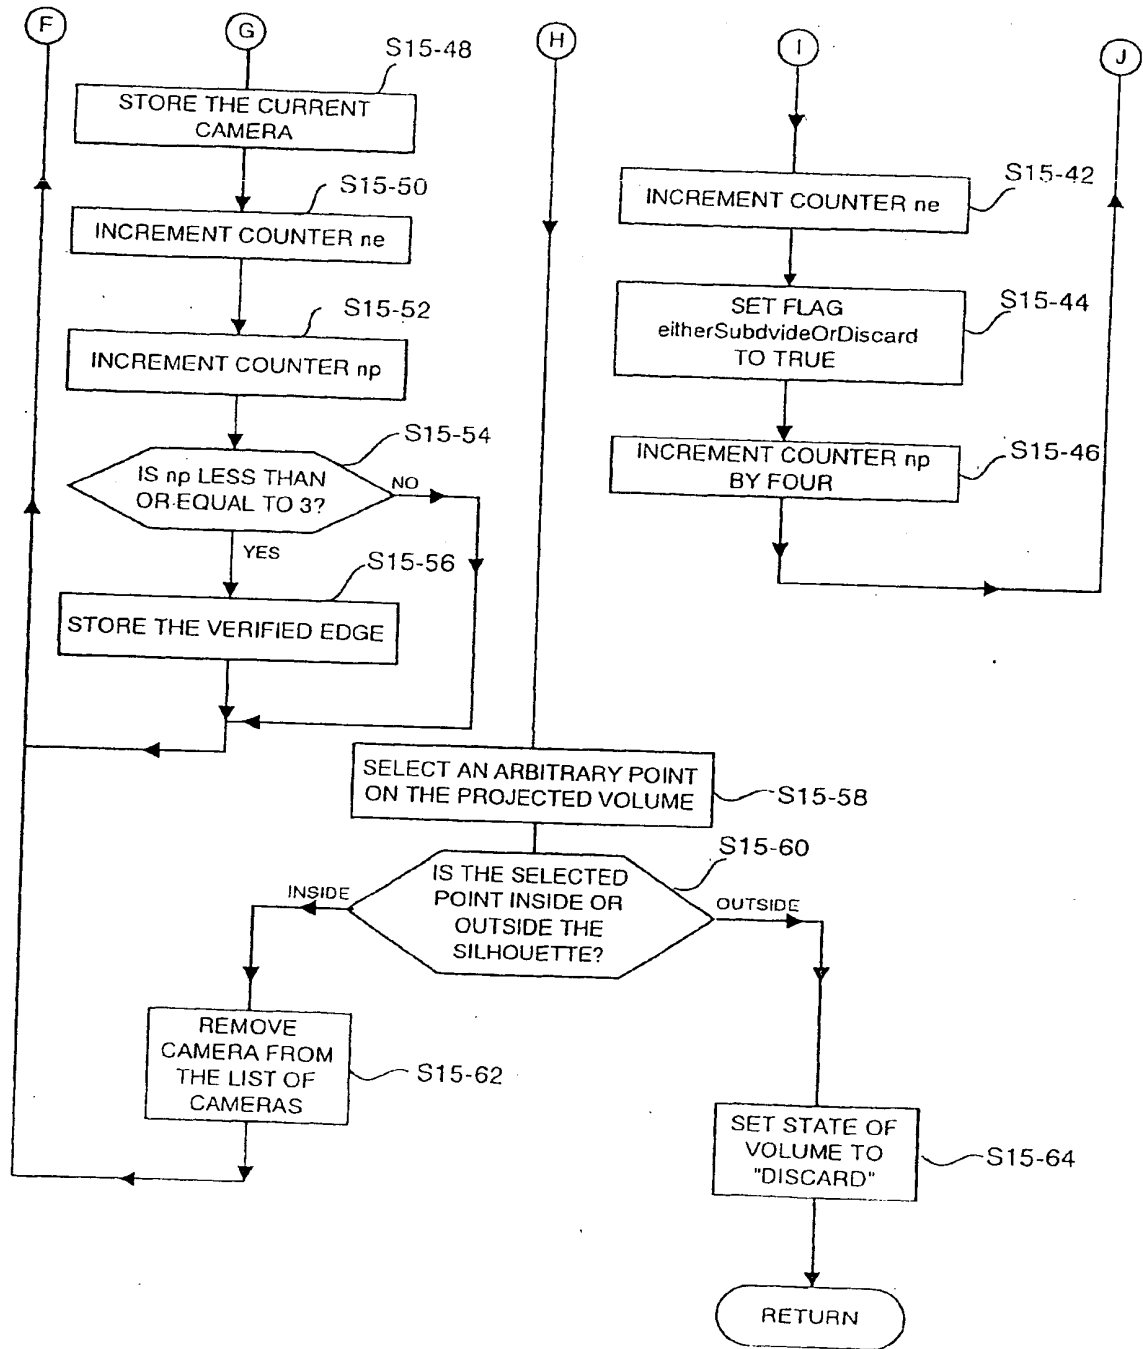 F
G
H
I
J
S15-48
STORE THE CURRENT
CAMERA
S15-50
INCREMENT COUNTER ne
S15-52
INCREMENT COUNTER np
S15-54
IS np LESS THAN
OR EQUAL TO 3?
NO
YES
S15-56
STORE THE VERIFIED EDGE
S15-42
INCREMENT COUNTER ne
SET FLAG
eitherSubdvideOrDiscard
TO TRUE
S15-44
INCREMENT COUNTER np
BY FOUR
S15-46
SELECT AN ARBITRARY POINT
ON THE PROJECTED VOLUME
S15-58
S15-60
IS THE SELECTED
POINT INSIDE OR
OUTSIDE THE
SILHOUETTE?
INSIDE
OUTSIDE
REMOVE
CAMERA FROM
THE LIST OF
CAMERAS
S15-62
SET STATE OF
VOLUME TO
"DISCARD"
S15-64
RETURN